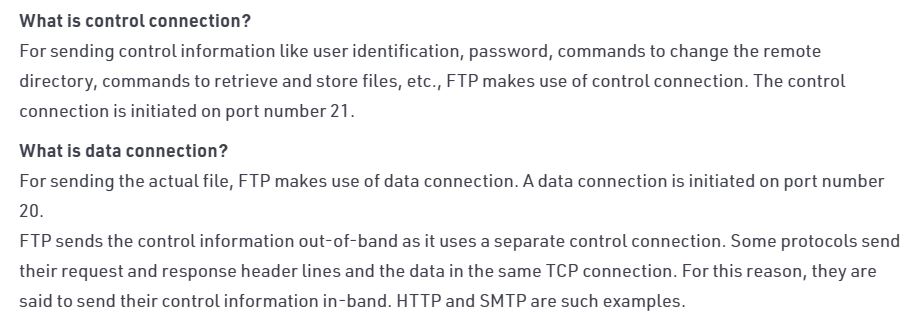 What is control connection?
For sending control information like user identification, password, commands to change the remote
directory, commands to retrieve and store files, etc., FTP makes use of control connection. The control
connection is initiated on port number 21.
What is data connection?
For sending the actual file, FTP makes use of data connection. A data connection is initiated on port number
20.
FTP sends the control information out-of-band as it uses a separate control connection. Some protocols send
their request and response header lines and the data in the same TCP connection. For this reason, they are
said to send their control information in-band. HTTP and SMTP are such examples.